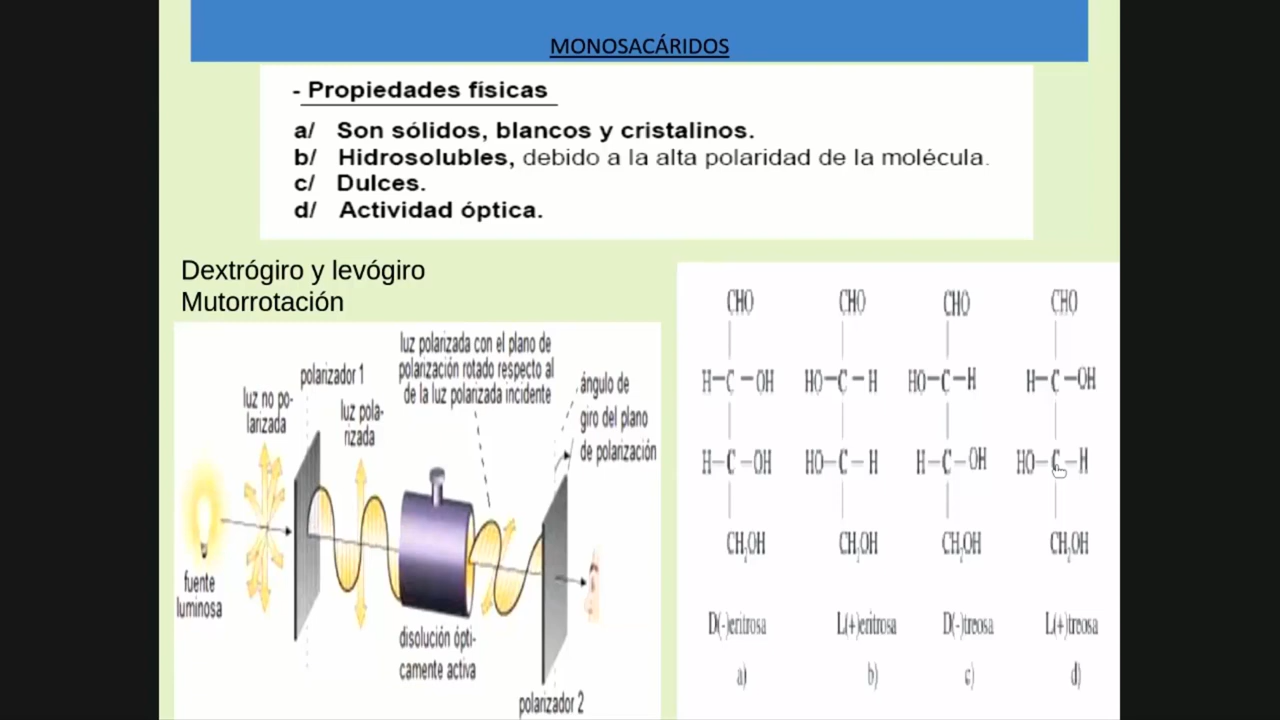 MONOSACÁRIDOS
- Propiedades físicas
a/ Son sólidos, blancos y cristalinos.
b/ Hidrosolubles, debido a la alta polaridad de la molécula.
c/ Dulces.
d/ Actividad óptica.
Dextrógiro y levógiro
Mutorrotación
luz no po-
larizada
polarizador 1
luz pola-
rizada
luz polarizada con el plano de
polarización rotado respecto al
de la luz polarizada incidente
ángulo de
giro del plano
de polarización
fuente
luminosa
disolución ópti-
camente activa
polarizador 2
CHO CHO CHO CHO
H-C-OH HO-C-H HO-C-H H-C-OH
H-C-OH HO-C-H H-C-OH HO-C-H
CH₂OH CH₂OH CH₂OH CH₂OH
D(-)eritrosa L(+)eritrosa D(-)treosa L(+)treosa
a) b) c) d)